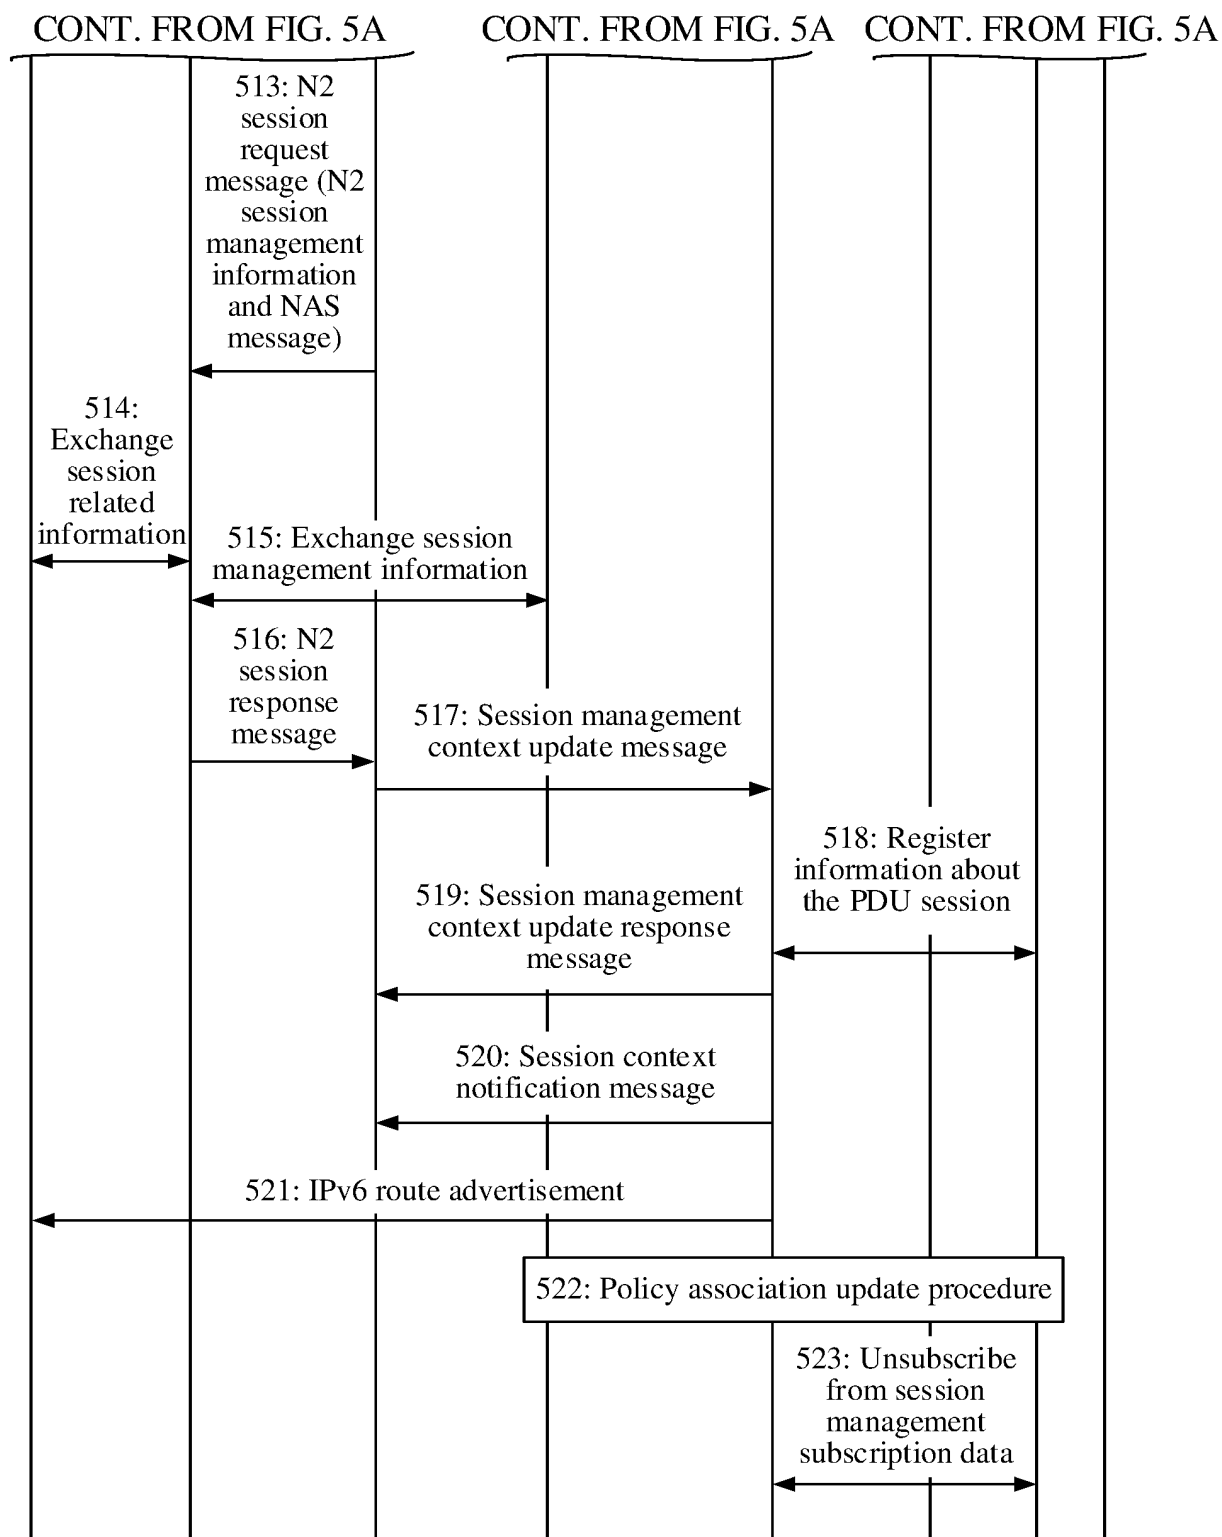 CONT. FROM FIG. 5A
CONT. FROM FIG. 5A
CONT. FROM FIG. 5A
513: N2
session
request
message (N2
session
management
information
and NAS
message)
514:
Exchange
session
related
information
515: Exchange session
management information
516: N2
session
response
message
517: Session management
context update message
518: Register
information about
the PDU session
519: Session management
context update response
message
520: Session context
notification message
521: IPv6 route advertisement
522: Policy association update procedure
523: Unsubscribe
from session
management
subscription data